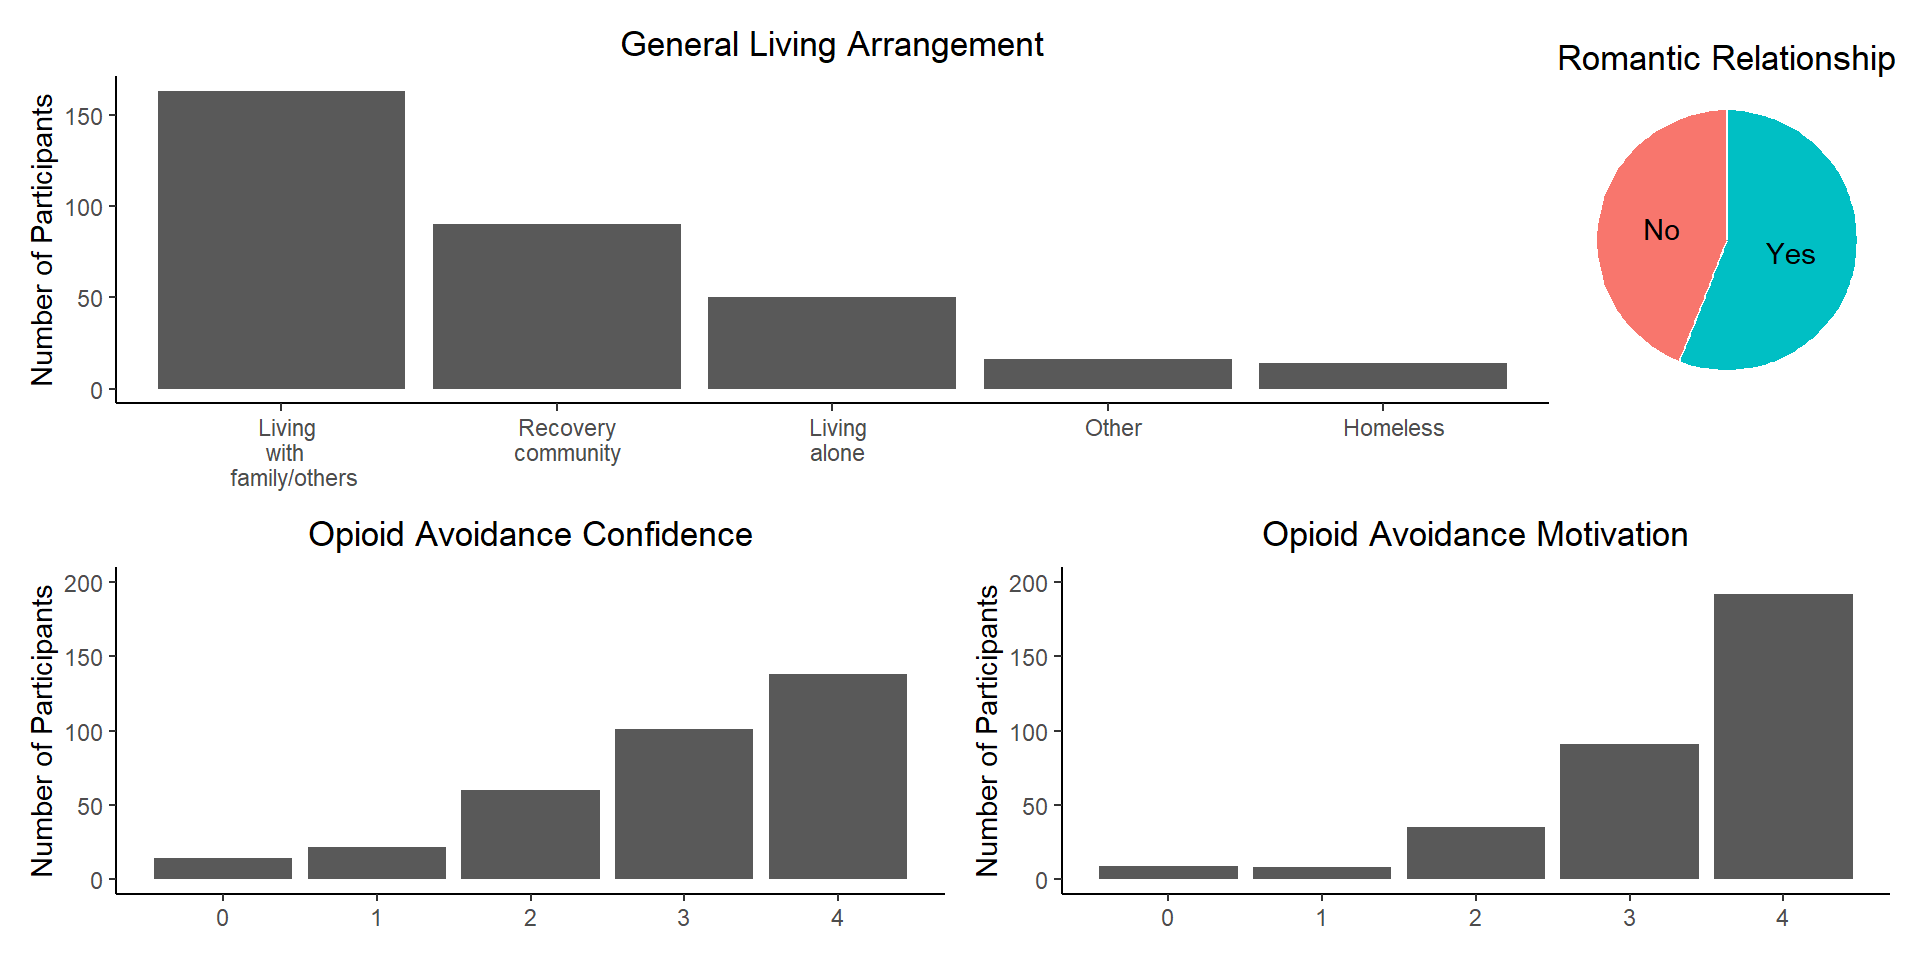 General Living Arrangement
Number of Participants
150
100
50
0
Living
with
family/others
Recovery
community
Living
alone
Other
Homeless
Romantic Relationship
No
Yes
Opioid Avoidance Confidence
Number of Participants
200
150
100
50
0
0 1 2 3 4
Opioid Avoidance Motivation
Number of Participants
200
150
100
50
0
0 1 2 3 4